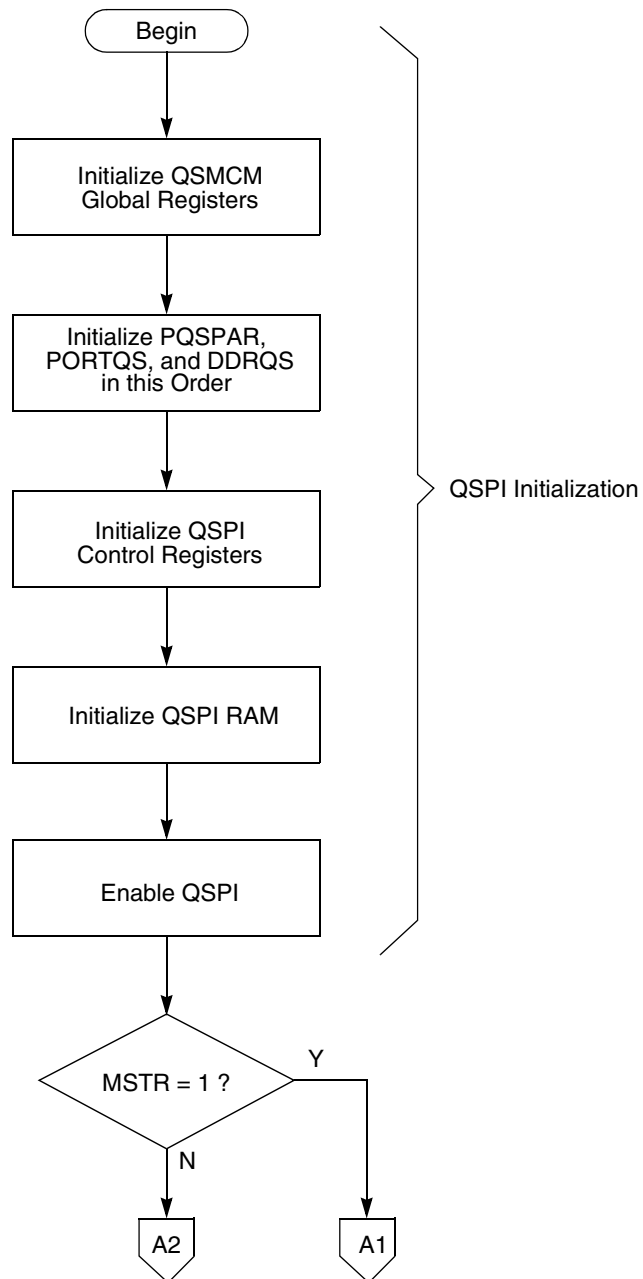 Begin
Initialize QSMCM
Global Registers
Initialize PQSPAR,
PORTQS, and DDRQS
in this Order
QSPI Initialization
Initialize QSPI
Control Registers
Initialize QSPI RAM
Enable QSPI
MSTR = 1 ?
Y
N
A2
A1